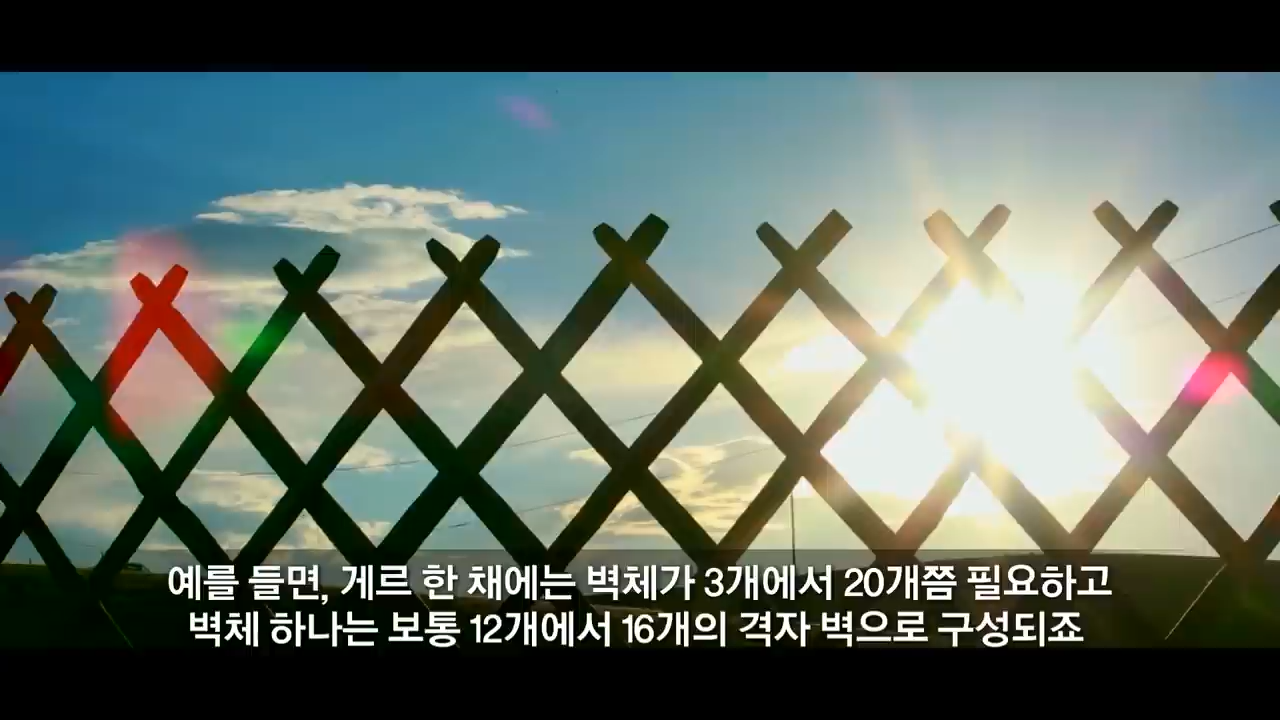 예를 들면, 게르 한 채에는 벽체가 3개에서 20개쯤 필요하고
벽체 하나는 보통 12개에서 16개의 격자 벽으로 구성되죠